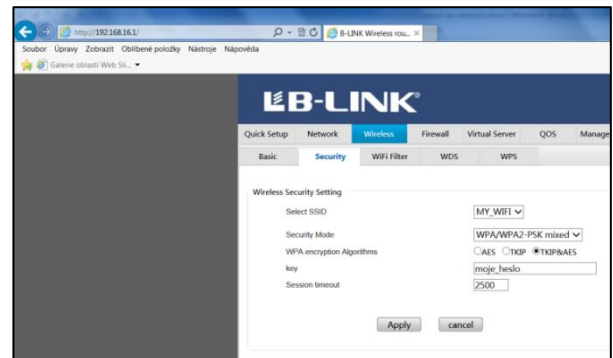 http://192.168.16.1/
B-LINK Wireless rou...
Soubor Úpravy Zobrazit Oblíbené položky Nástroje Nápověda
Galerie oblastí Web Sli...
LB-LINK®
Quick Setup Network Wireless Firewall Virtual Server QOS Manage
Basic Security WiFi Filter WDS WPS
Wireless Security Setting
Select SSID MY_WIFI
Security Mode WPA/WPA2-PSK mixed
WPA encryption Algorithms AES TKIP TKIP&AES
key moje_heslo
Session timeout 2500
Apply cancel